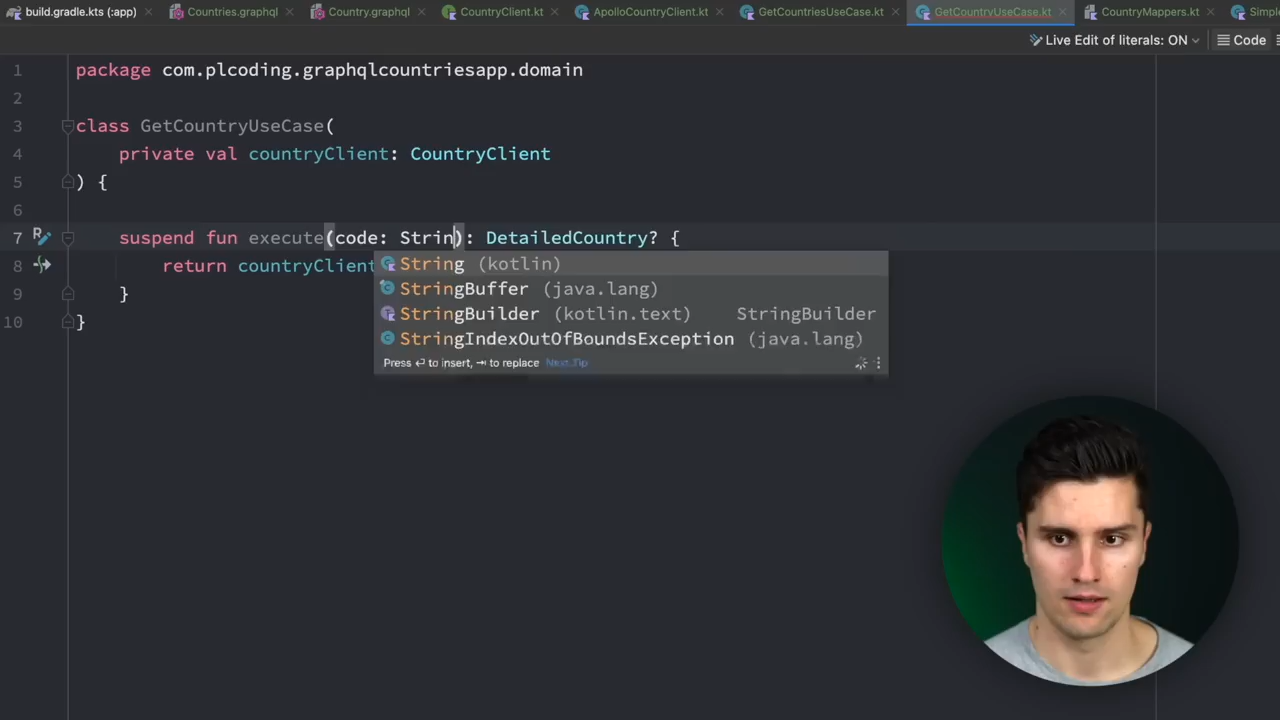 build.gradle.kts (:app)
Countries.graphql
Country.graphql
CountryClient.kt
ApolloCountryClient.kt
GetCountriesUseCase.kt
GetCountryUseCase.kt
CountryMappers.kt
Simple
Live Edit of literals: ON
Code
1 package com.plcoding.graphqlcountriesapp.domain
2
3 class GetCountryUseCase(
4 private val countryClient: CountryClient
5 ) {
6
7 suspend fun execute(code: Strin): DetailedCountry? {
8 return countryClient
String (kotlin)
StringBuffer (java.lang)
StringBuilder (kotlin.text) StringBuilder
StringIndexOutOfBoundsException (java.lang)
Press ↩ to insert, ⇥ to replace Next Tip
9 }
10 }